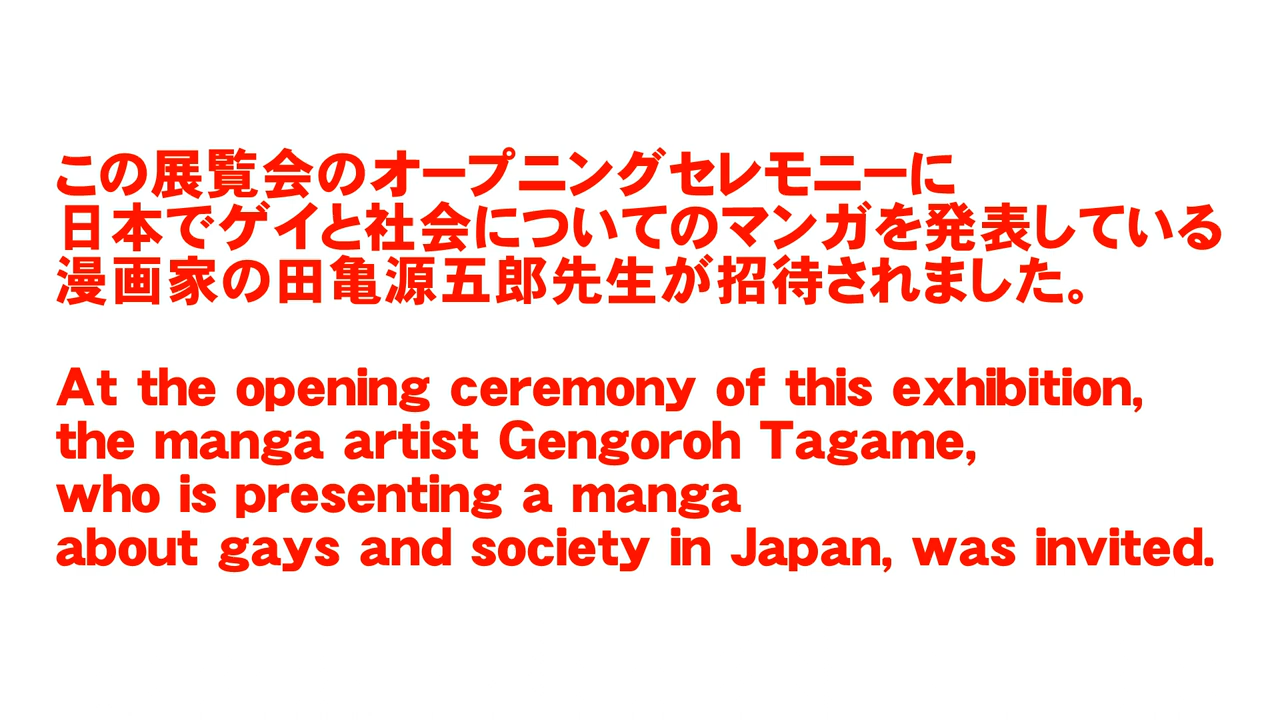 この展覧会のオープニングセレモニーに
日本でゲイと社会についてのマンガを発表している
漫画家の田亀源五郎先生が招待されました。
At the opening ceremony of this exhibition,
the manga artist Gengoroh Tagame,
who is presenting a manga
about gays and society in Japan, was invited.